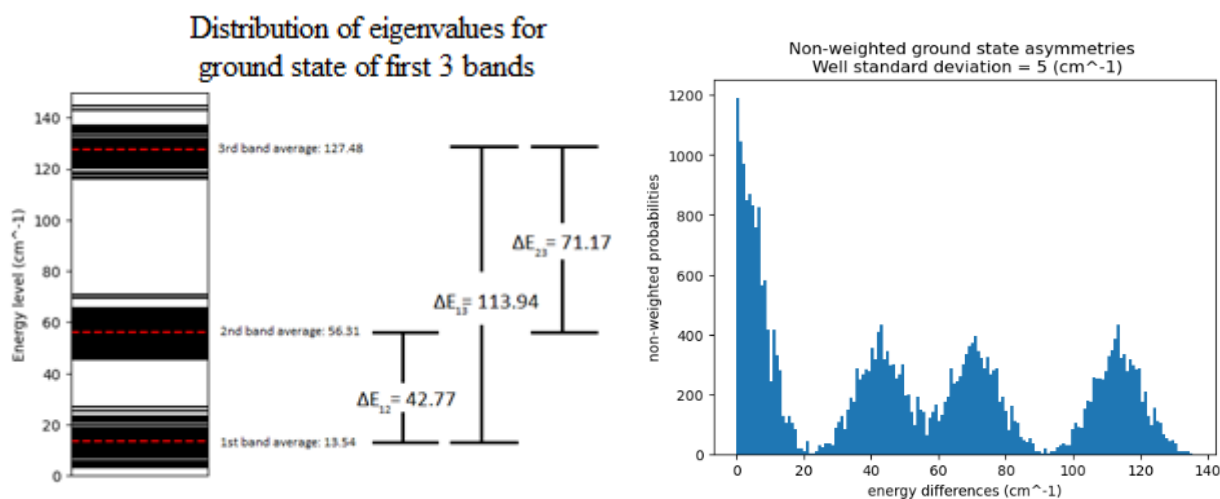 Distribution of eigenvalues for
ground state of first 3 bands
Energy level (cm^-1)
140
120
100
80
60
40
20
0
3rd band average: 127.48
2nd band average: 56.31
1st band average: 13.54
ΔE₂₃= 71.17
ΔE₁₃= 113.94
ΔE₁₂= 42.77
Non-weighted ground state asymmetries
Well standard deviation = 5 (cm^-1)
non-weighted probabilities
1200
1000
800
600
400
200
0
0 20 40 60 80 100 120 140
energy differences (cm^-1)